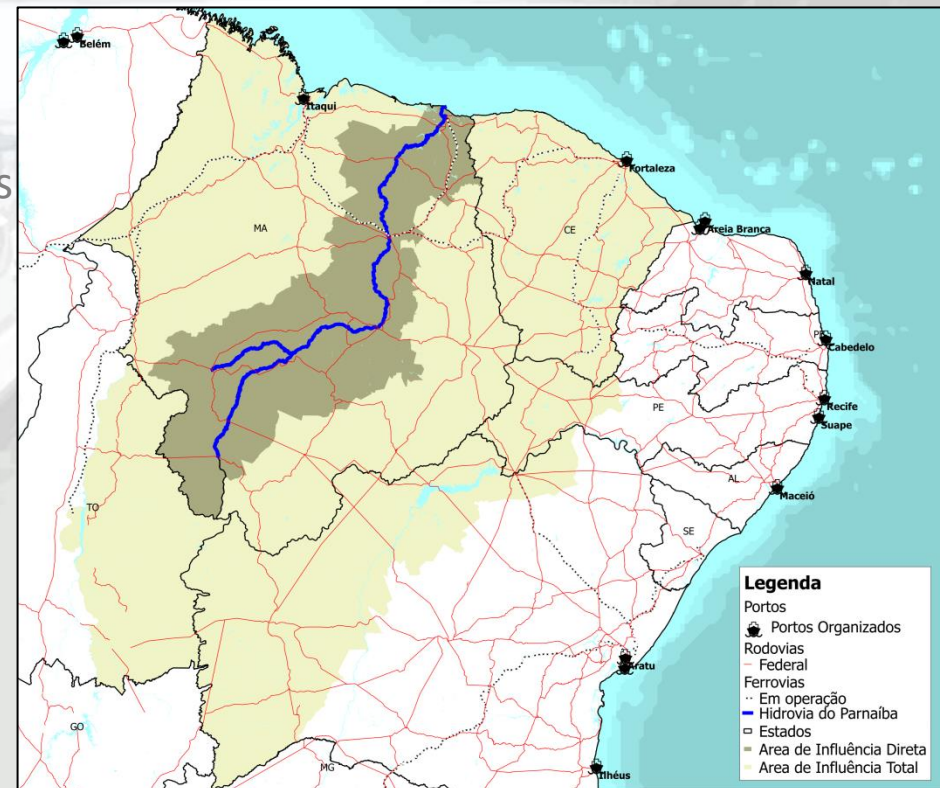 Belém
Itaqui
Fortaleza
s
Areia Branca
MA
CE
Natal
Cabedelo
Recife
PE
Suape
AL
Maceió
TO
SE
Aratu
GO
MG
Ilhéus
Legenda
Portos
Portos Organizados
Rodovias
Federal
Ferrovias
Em operação
Hidrovia do Parnaíba
Estados
Area de Influência Direta
Area de Influência Total